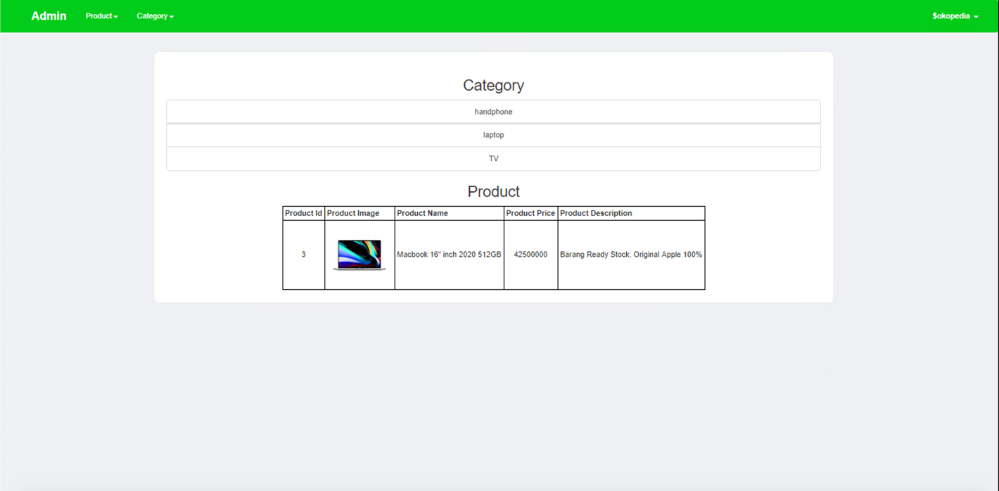 Admin Product Category $okopedia
Category
handphone
laptop
TV
Product
Product Id Product Image Product Name Product Price Product Description
3 Macbook 16" inch 2020 512GB 42500000 Barang Ready Stock, Original Apple 100%